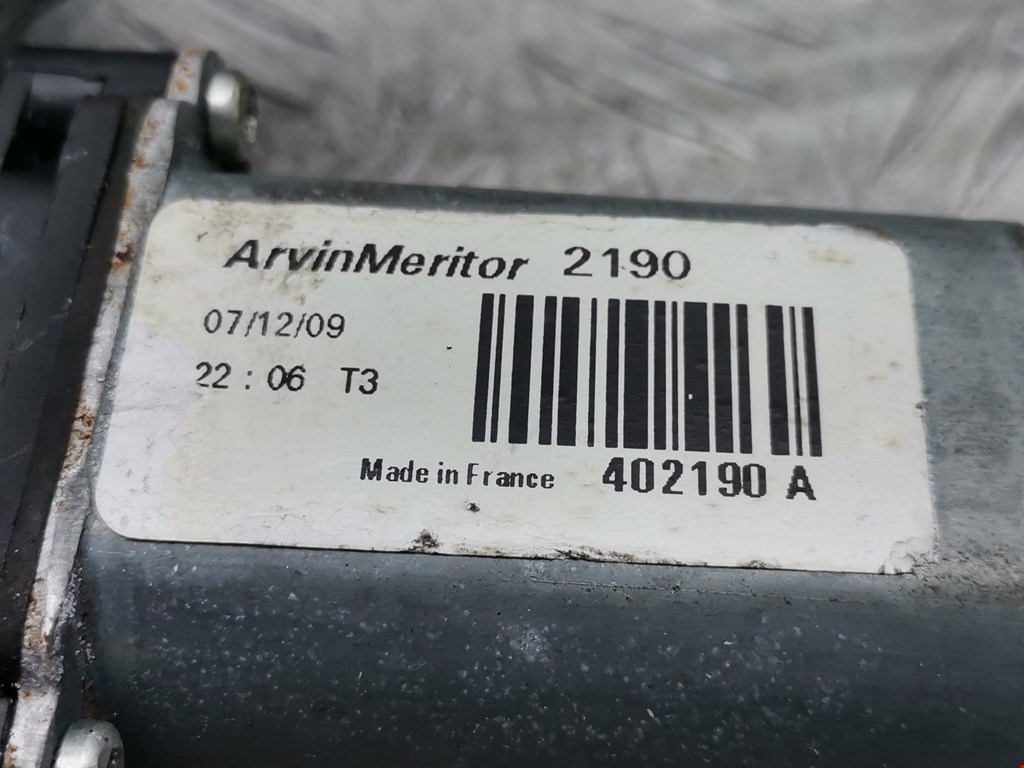 ArvinMeritor 2190
07/12/09
22 : 06 T3
Made in France 402190 A